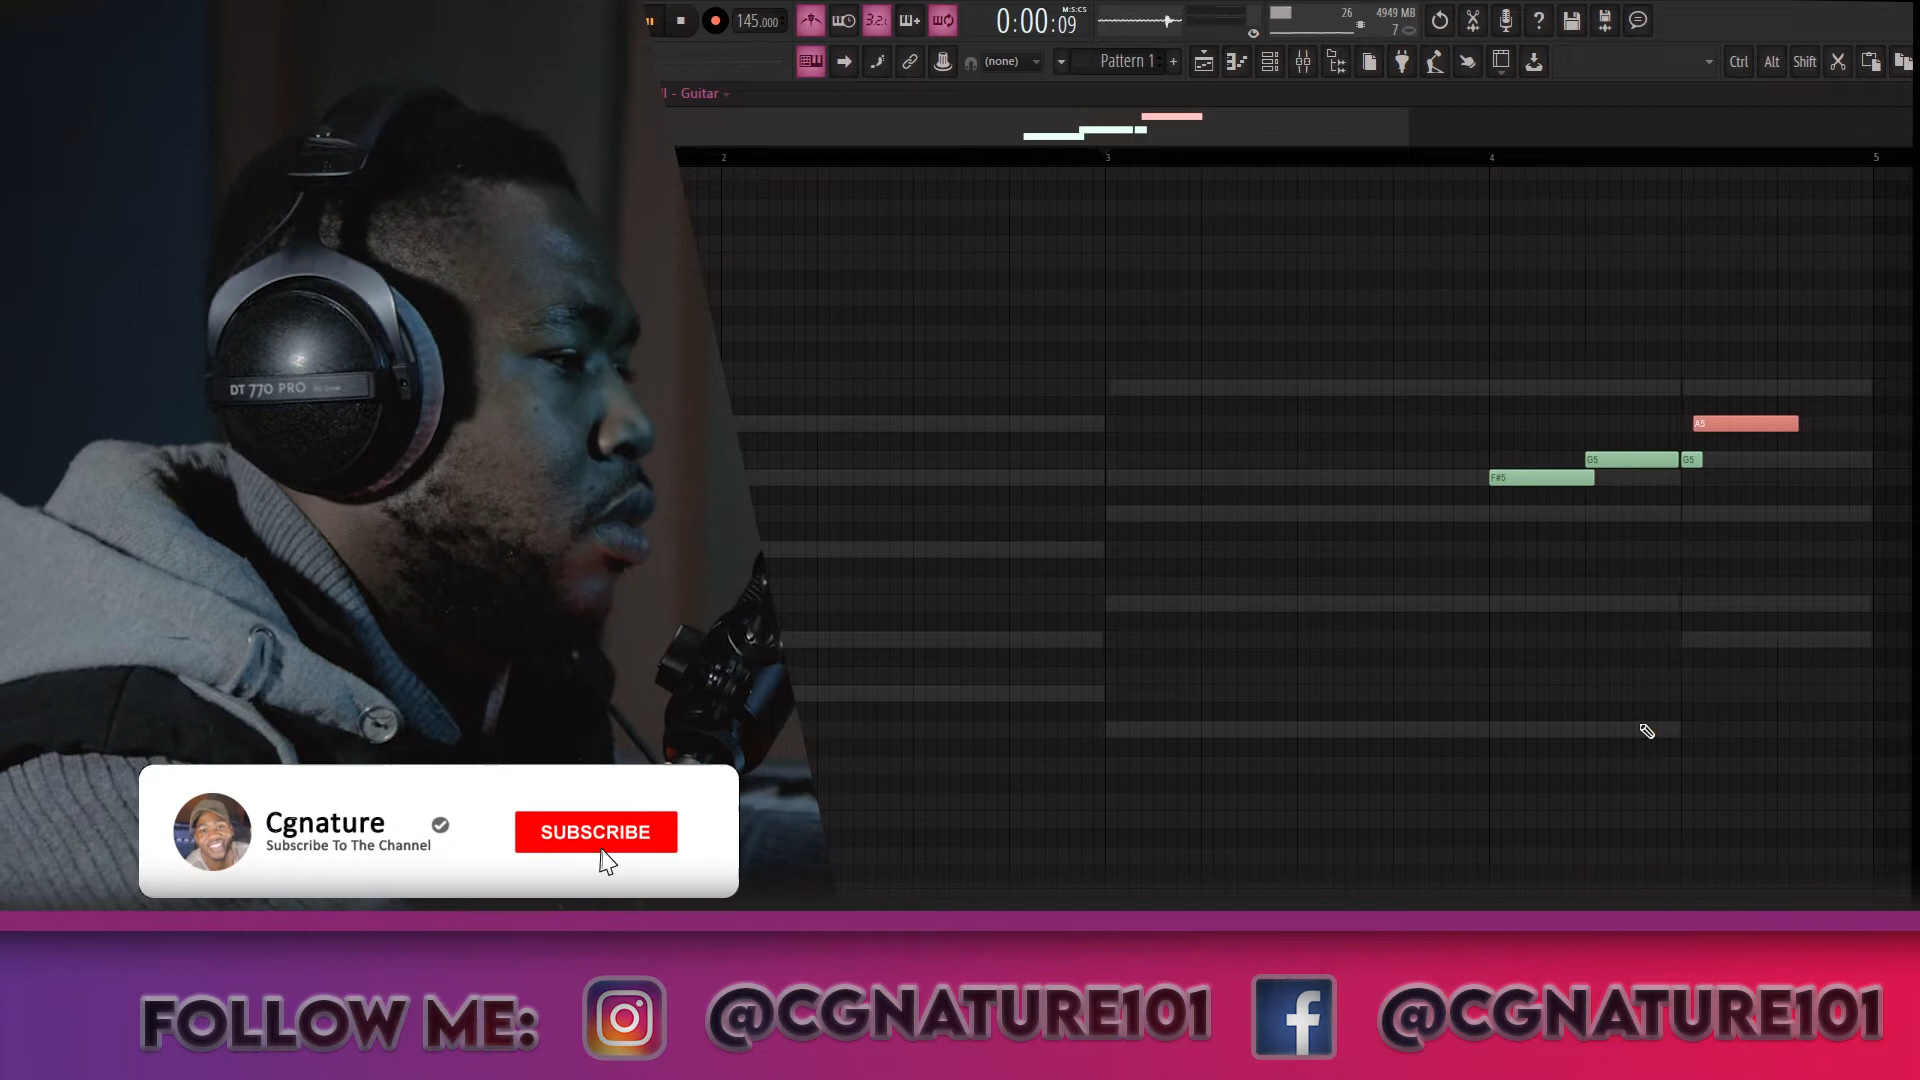 145.000
3.2.
0:00:09
M:S:CS
26
4949 MB
7
(none)
Pattern 1
+
Ctrl
Alt
Shift
- Guitar
2
3
4
5
A5
G5
G5
F#5
DT 770 PRO
Cgnature
Subscribe To The Channel
SUBSCRIBE
FOLLOW ME:
@CGNATURE101
@CGNATURE101